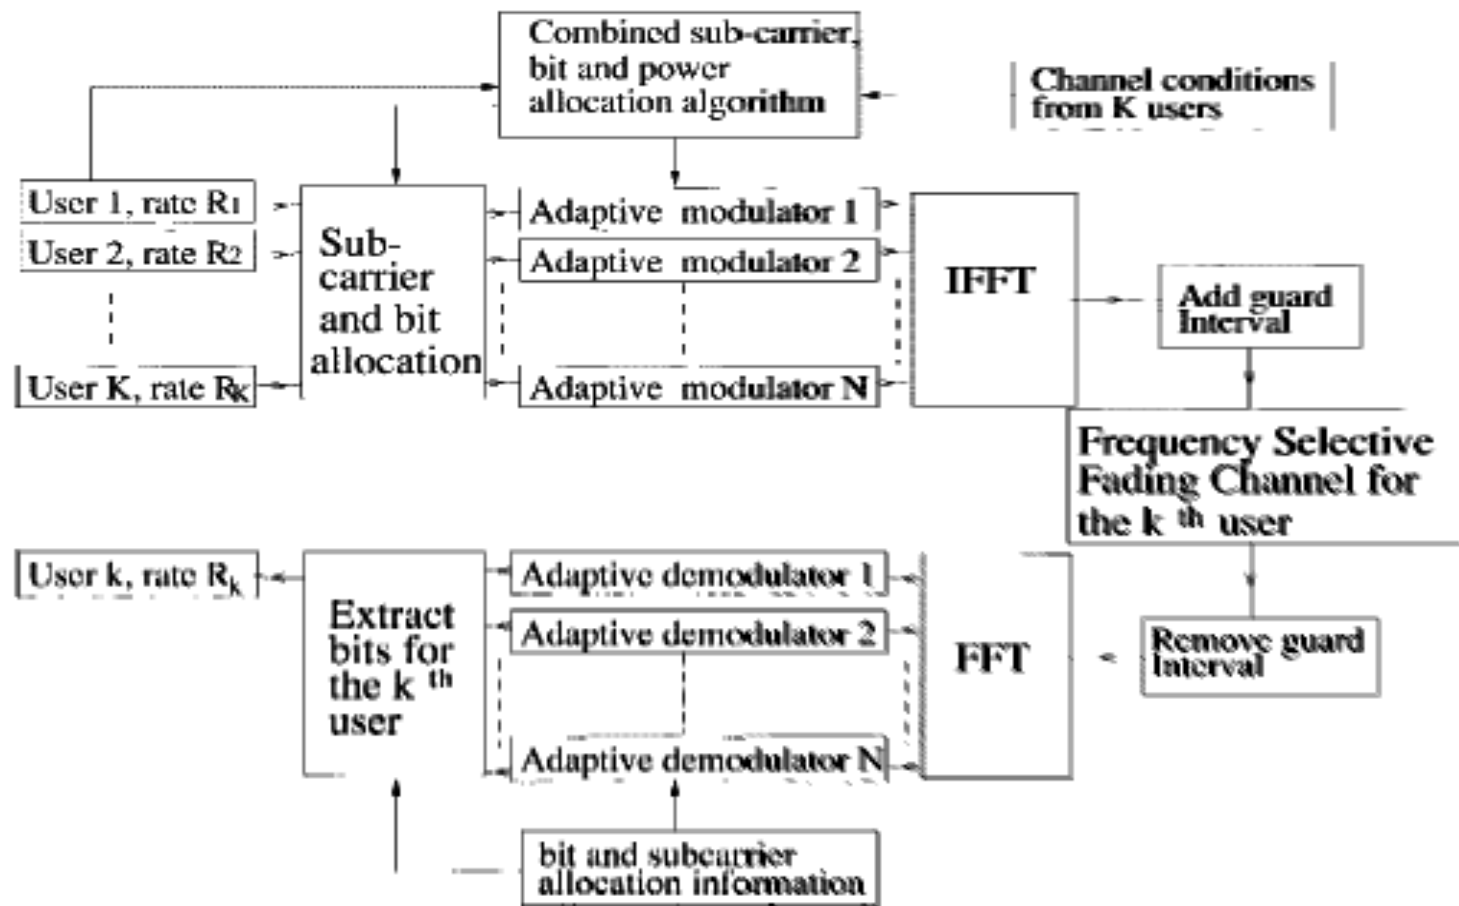 Combined sub-carrier,
bit and power
allocation algorithm
Channel conditions
from K users
User 1, rate R1
User 2, rate R2
User K, rate RK
Sub-
carrier
and bit
allocation
Adaptive modulator 1
Adaptive modulator 2
Adaptive modulator N
IFFT
Add guard
Interval
Frequency Selective
Fading Channel for
the k th user
Remove guard
Interval
FFT
Adaptive demodulator 1
Adaptive demodulator 2
Adaptive demodulator N
Extract
bits for
the k th
user
User k, rate Rk
bit and subcarrier
allocation information